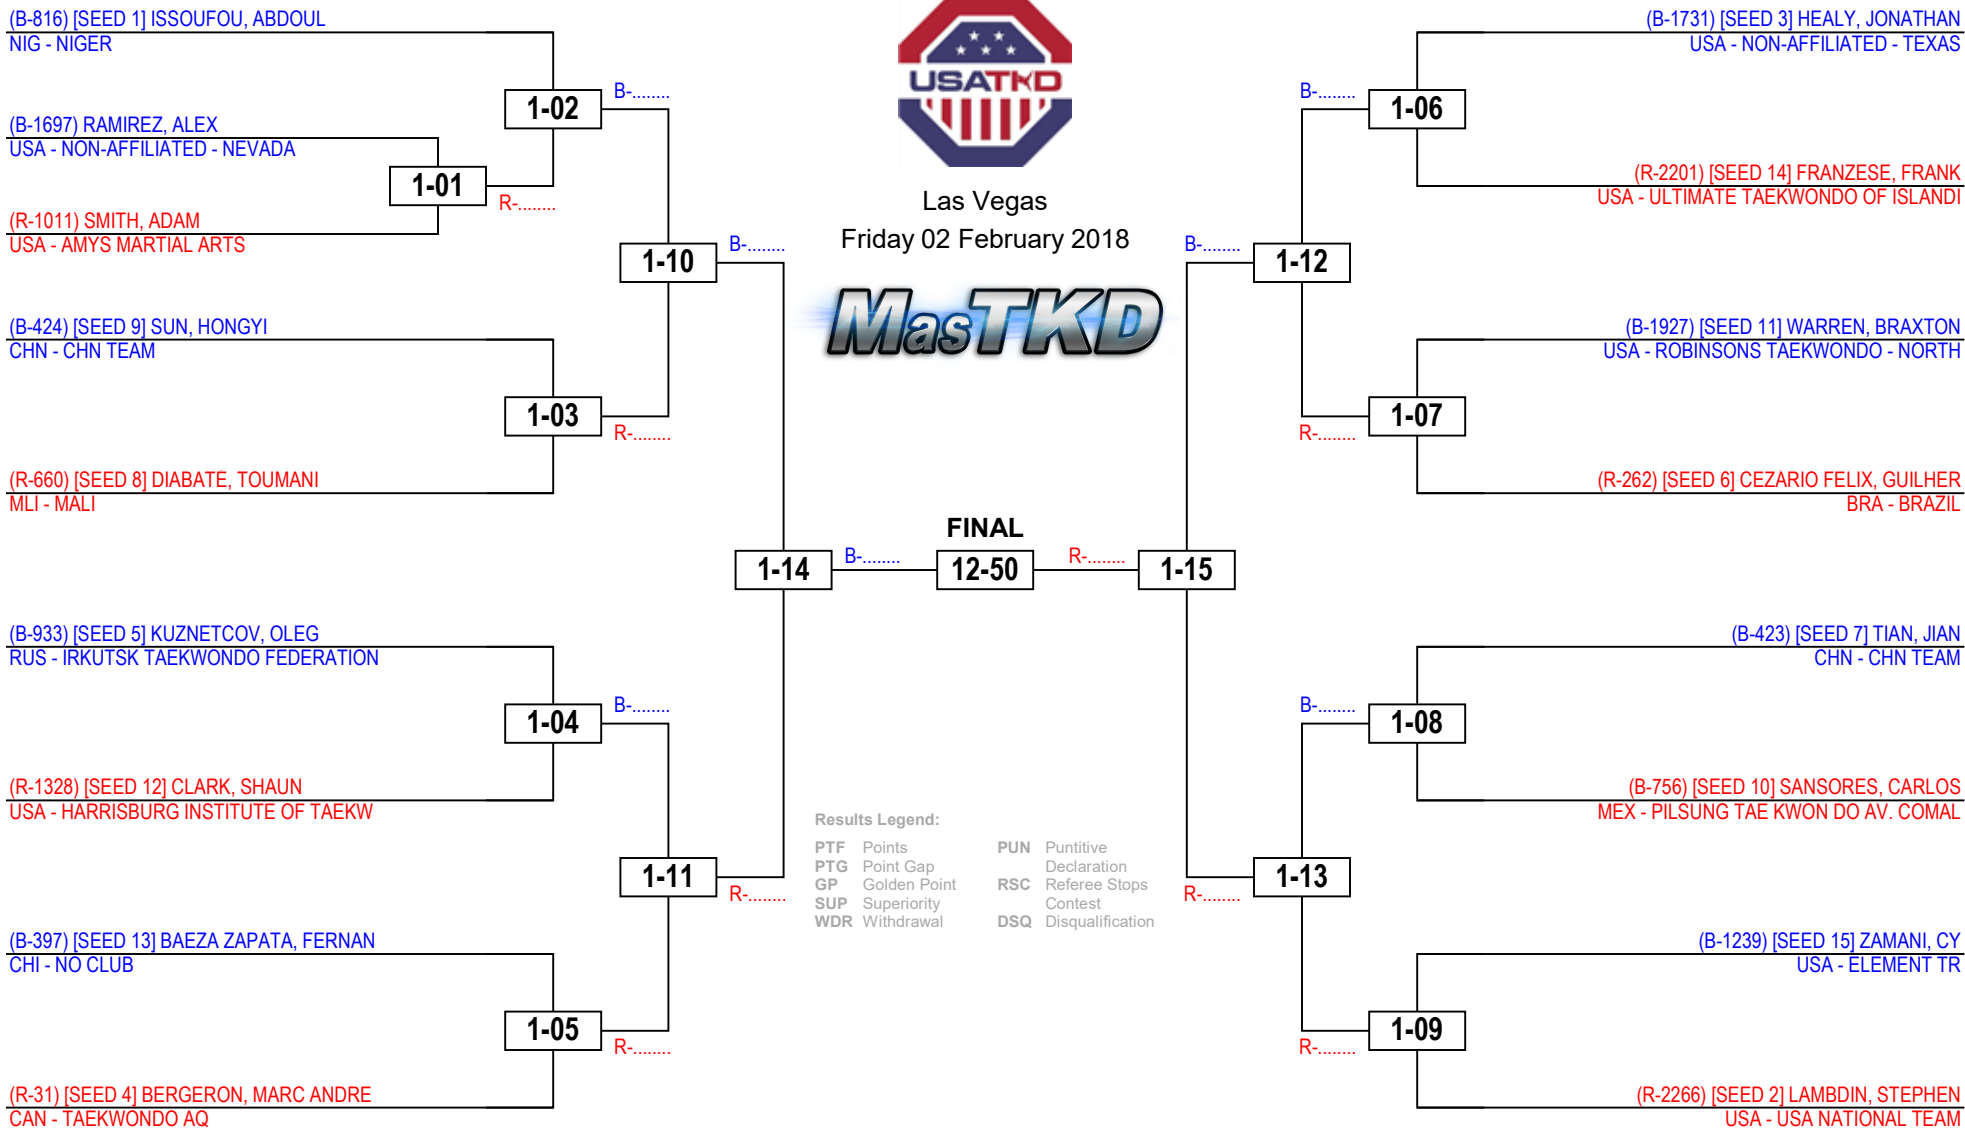 (B-816) [SEED 1] ISSOUFOU, ABDOUL
NIG - NIGER
(B-1697) RAMIREZ, ALEX
USA - NON-AFFILIATED - NEVADA
(R-1011) SMITH, ADAM
USA - AMYS MARTIAL ARTS
(B-424) [SEED 9] SUN, HONGYI
CHN - CHN TEAM
(R-660) [SEED 8] DIABATÉ, TOUMANI
MLI - MALI
(B-933) [SEED 5] KUZNETCOV, OLEG
RUS - IRKUTSK TAEKWONDO FEDERATION
(R-1328) [SEED 12] CLARK, SHAUN
USA - HARRISBURG INSTITUTE OF TAEKW
(B-397) [SEED 13] BAEZA ZAPATA, FERNAN
CHI - NO CLUB
(R-31) [SEED 4] BERGERON, MARC ANDRE
CAN - TAEKWONDO AQ
1-01
R-........
1-02
B-........
1-03
R-........
1-04
B-........
1-05
R-........
1-10
B-........
1-11
R-........
1-14
B-........
USATKD
Las Vegas
Friday 02 February 2018
MasTKD
FINAL
12-50
Results Legend:
PTF Points
PTG Point Gap
GP Golden Point
SUP Superiority
WDR Withdrawal
PUN Puntitive
Declaration
RSC Referee Stops
Contest
DSQ Disqualification
R-........
1-15
B-........
1-12
R-........
1-13
B-........
1-06
R-........
1-07
B-........
1-08
R-........
1-09
(B-1731) [SEED 3] HEALY, JONATHAN
USA - NON-AFFILIATED - TEXAS
(R-2201) [SEED 14] FRANZESE, FRANK
USA - ULTIMATE TAEKWONDO OF ISLANDI
(B-1927) [SEED 11] WARREN, BRAXTON
USA - ROBINSONS TAEKWONDO - NORTH
(R-262) [SEED 6] CEZÁRIO FELIX, GUILHER
BRA - BRAZIL
(B-423) [SEED 7] TIAN, JIAN
CHN - CHN TEAM
(B-756) [SEED 10] SANSORES, CARLOS
MEX - PILSUNG TAE KWON DO AV. COMAL
(B-1239) [SEED 15] ZAMANI, CY
USA - ELEMENT TR
(R-2266) [SEED 2] LAMBDIN, STEPHEN
USA - USA NATIONAL TEAM